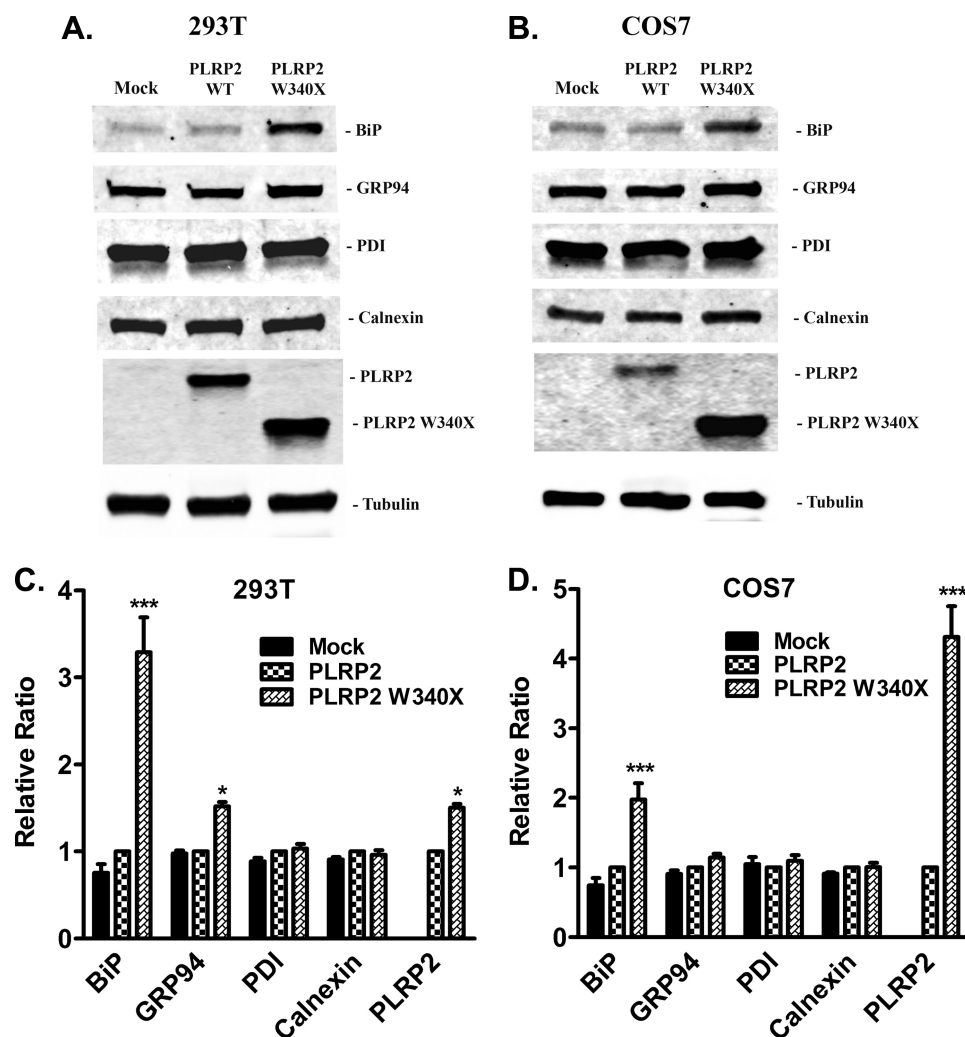 A.
293T
Mock
PLRP2
WT
PLRP2
W340X
- BiP
- GRP94
- PDI
- Calnexin
- PLRP2
- PLRP2 W340X
- Tubulin
B.
COS7
Mock
PLRP2
WT
PLRP2
W340X
- BiP
- GRP94
- PDI
- Calnexin
- PLRP2
- PLRP2 W340X
- Tubulin
C.
293T
Relative Ratio
4
3
2
1
0
***
*
*
Mock
PLRP2
PLRP2 W340X
BiP
GRP94
PDI
Calnexin
PLRP2
D.
COS7
Relative Ratio
5
4
3
2
1
0
***
***
Mock
PLRP2
PLRP2 W340X
BiP
GRP94
PDI
Calnexin
PLRP2